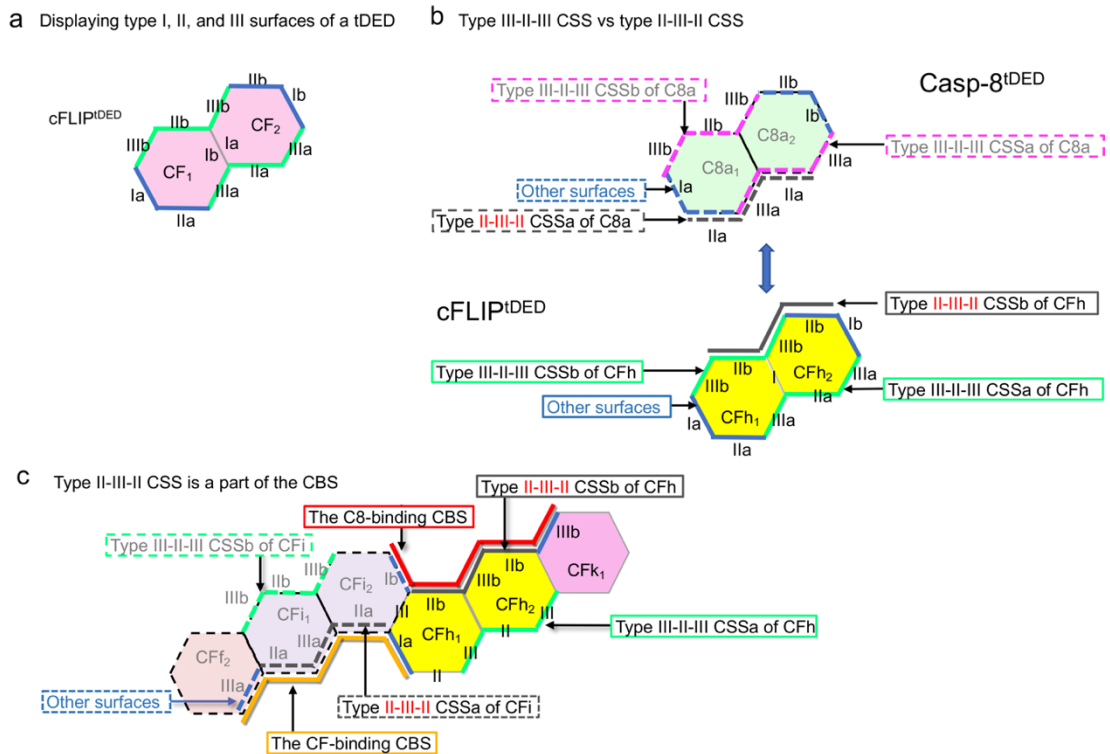 a Displaying type I, II, and III surfaces of a tDED
b Type III-II-III CSS vs type II-III-II CSS
cFLIPtDED
IIb
Ib
IIIb
CF2
IIb
Ia
IIIb
Ib
IIIa
IIa
CF1
IIIa
Ia
IIa
Casp-8tDED
Type III-II-III CSSb of C8a
IIb
IIIb
Ib
IIb
C8a2
IIIa
Type III-II-III CSSa of C8a
IIIb
C8a1
Other surfaces
Ia
IIa
IIIa
Type II-III-II CSSa of C8a
IIa
cFLIPtDED
Type II-III-II CSSb of CFh
IIb
Ib
IIIb
Type III-II-III CSSb of CFh
IIb
CFh2
I
IIIa
IIIb
IIa
Type III-II-III CSSa of CFh
Other surfaces
CFh1
Ia
IIIa
IIa
c Type II-III-II CSS is a part of the CBS
Type II-III-II CSSb of CFh
The C8-binding CBS
IIIb
Type III-II-III CSSb of CFi
IIb
CFk1
IIIb
IIIb
IIb
CFi2
Ib
IIIb
CFh2
IIb
CFi1
IIa
III
III
II
Type III-II-III CSSa of CFh
CFh1
Ia
IIIa
CFf2
IIa
III
II
IIIa
Other surfaces
Type II-III-II CSSa of CFi
The CF-binding CBS